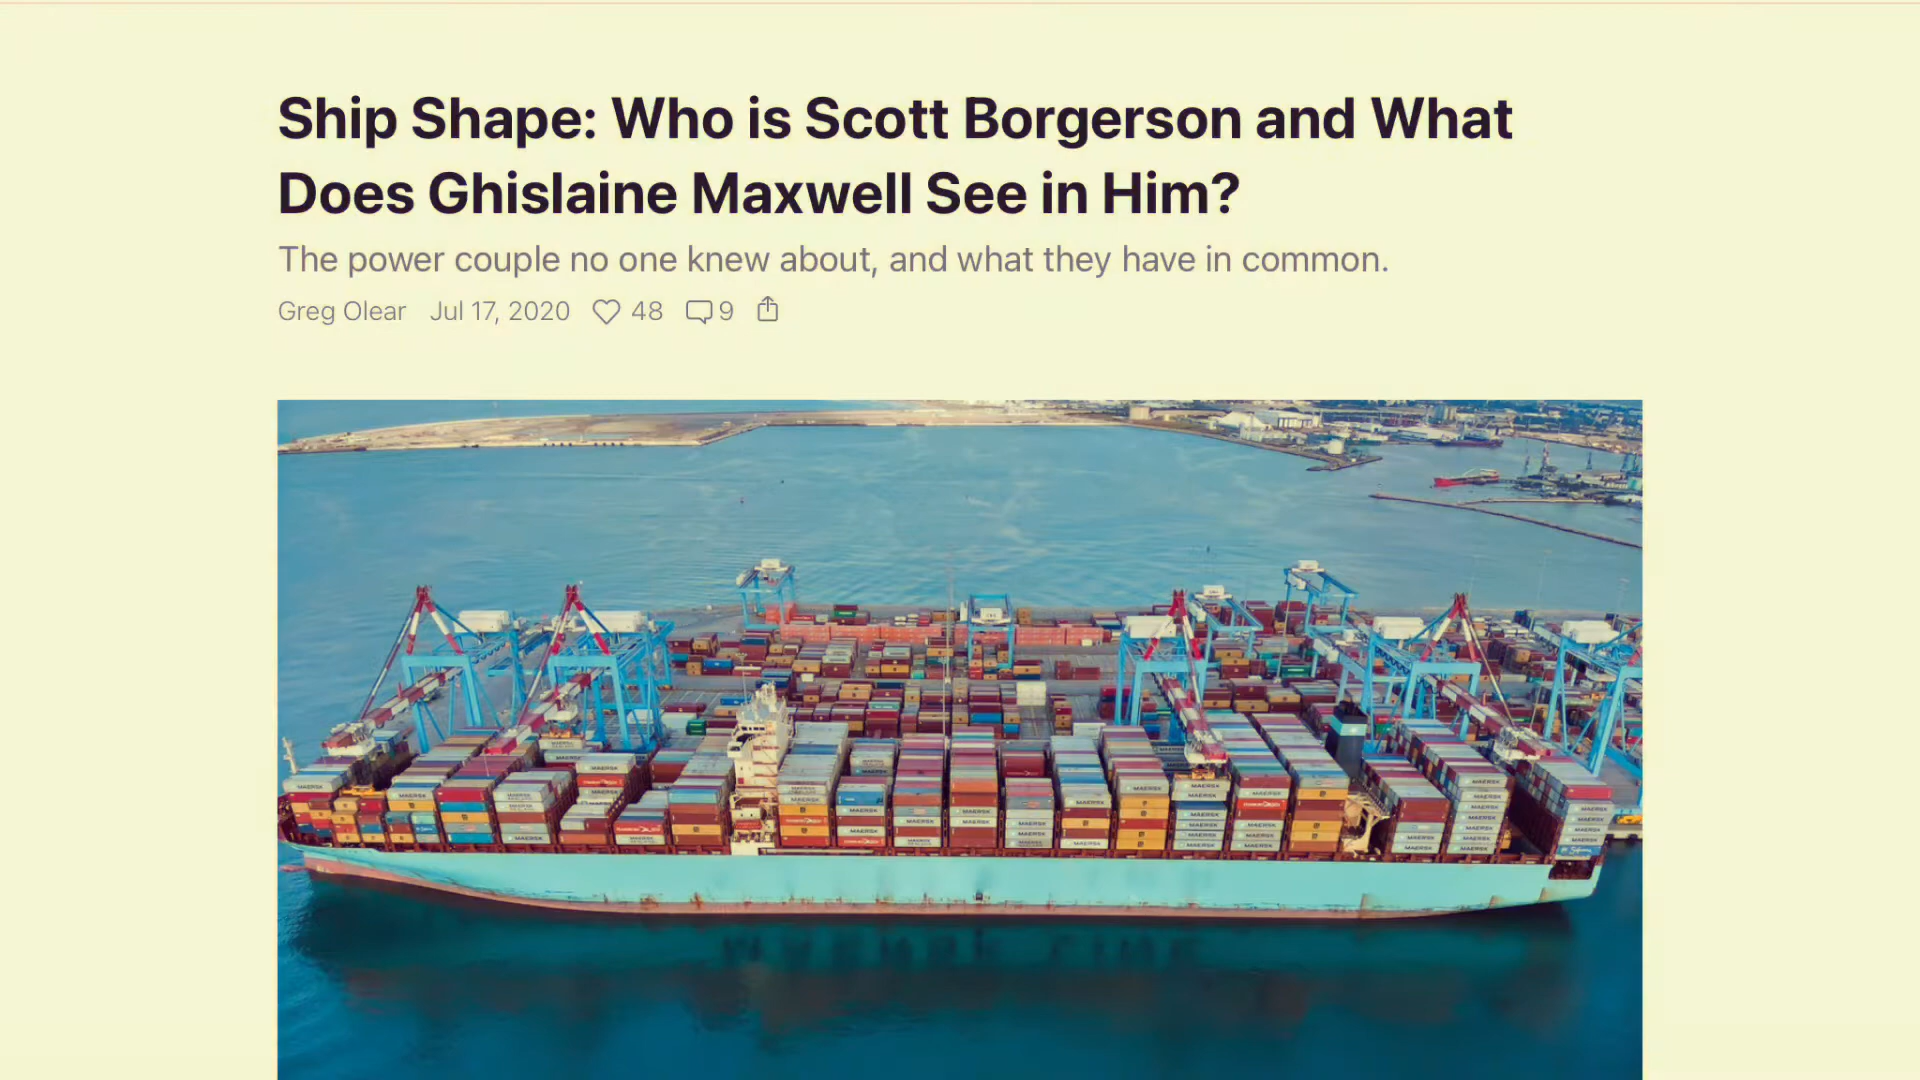 Ship Shape: Who is Scott Borgerson and What
Does Ghislaine Maxwell See in Him?
The power couple no one knew about, and what they have in common.
Greg Olear Jul 17, 2020 48 9
MAERSK